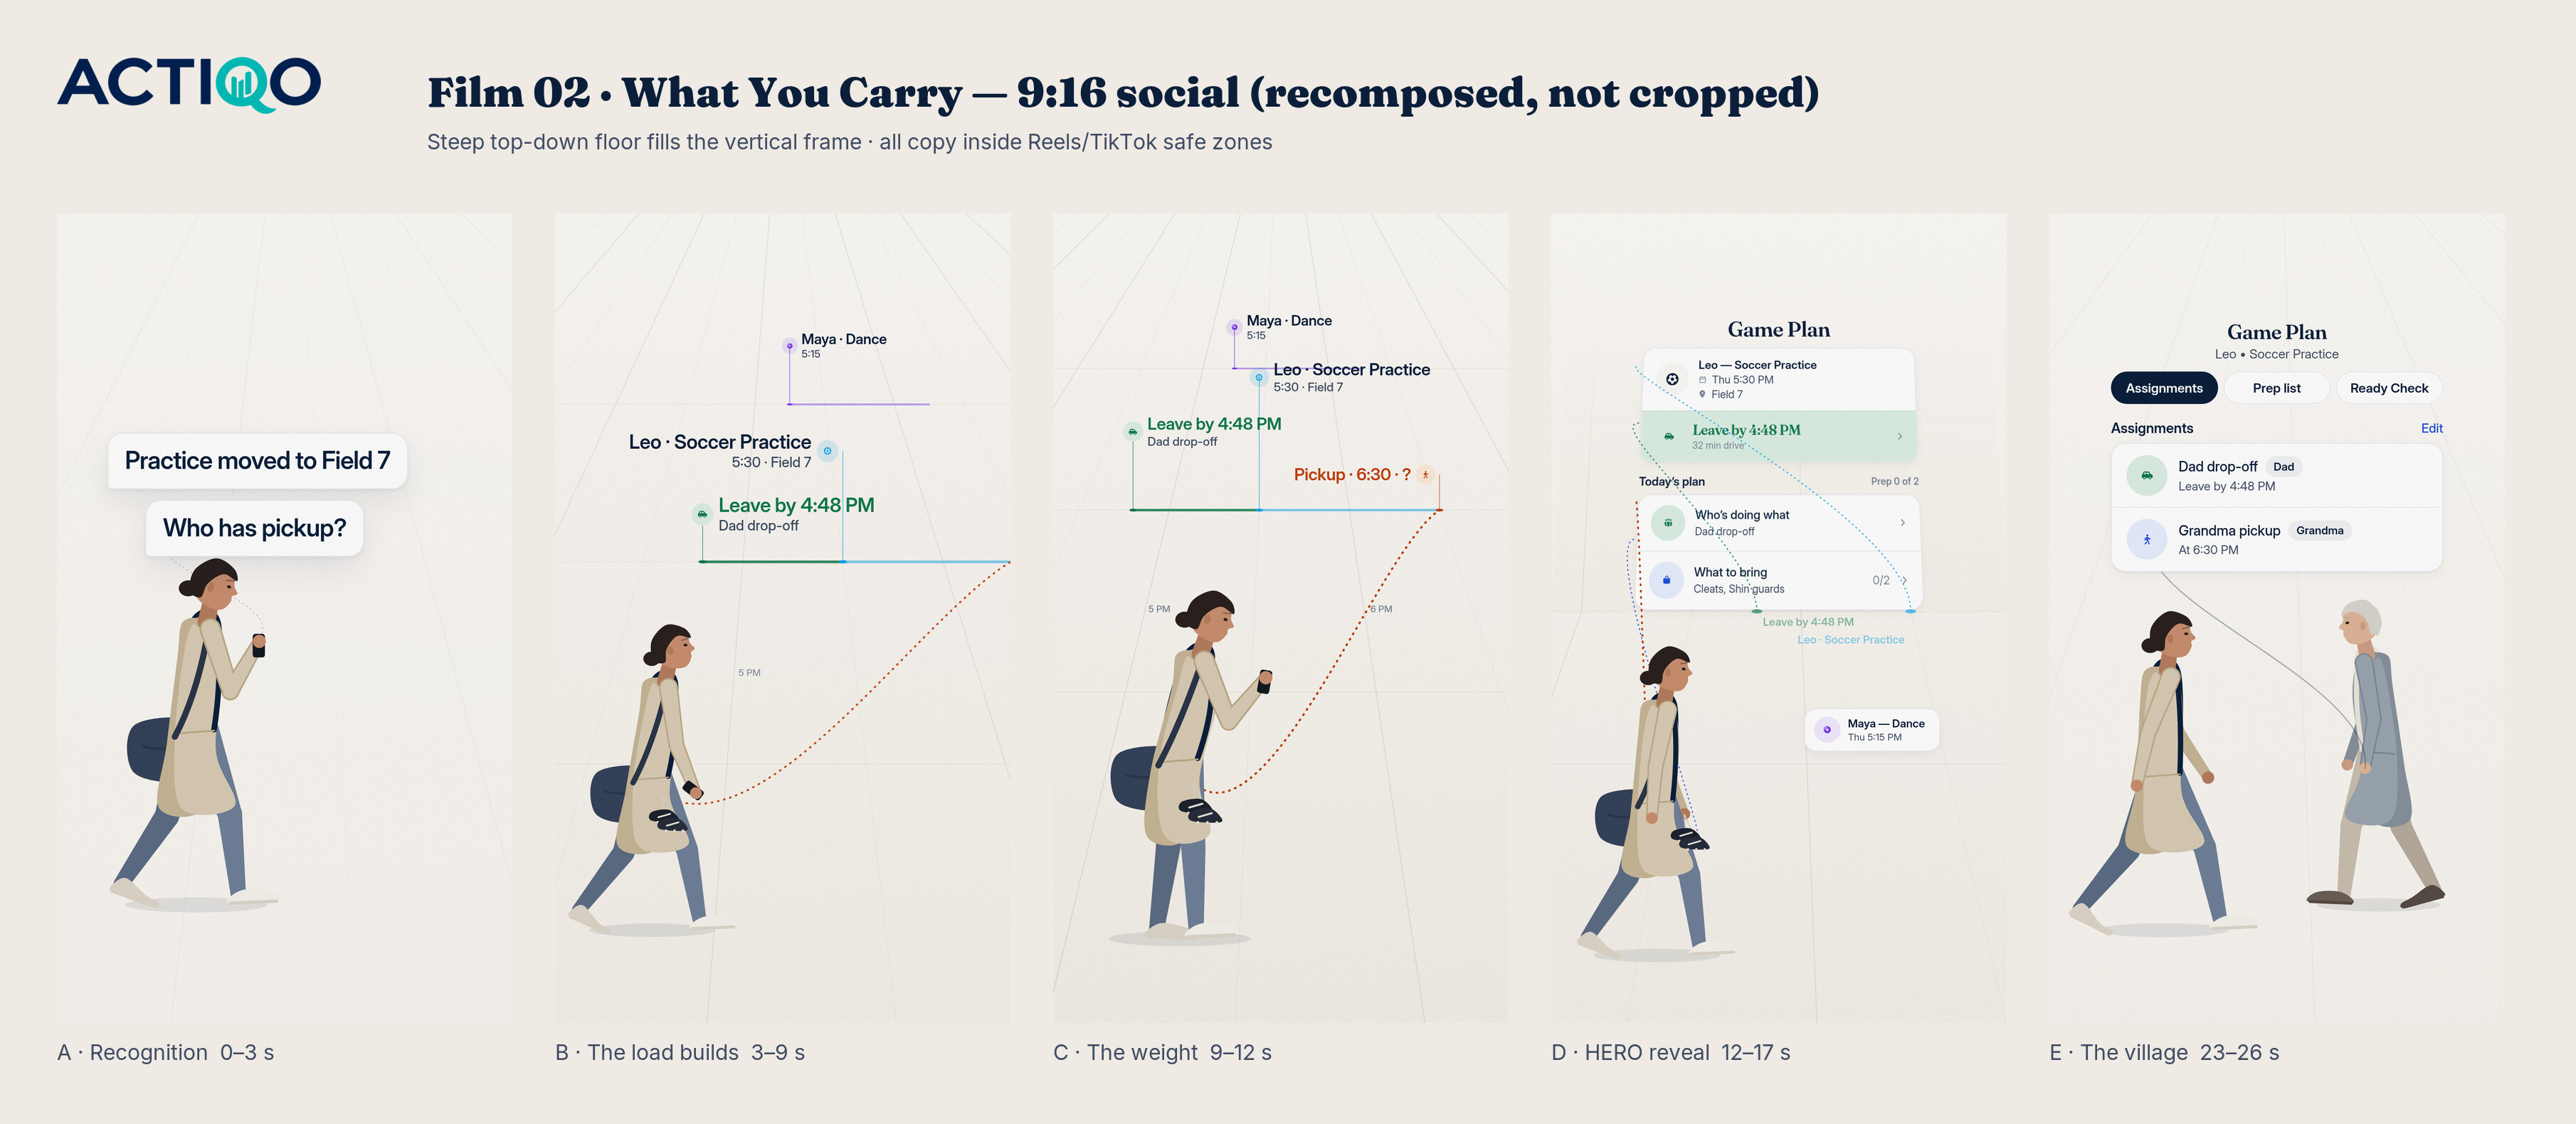 ACTIQO
Film 02 · What You Carry — 9:16 social (recomposed, not cropped)
Steep top-down floor fills the vertical frame · all copy inside Reels/TikTok safe zones
Practice moved to Field 7
Who has pickup?
A · Recognition 0–3 s
Maya · Dance
5:15
Leo · Soccer Practice
5:30 · Field 7
Leave by 4:48 PM
Dad drop-off
5 PM
B · The load builds 3–9 s
Maya · Dance
5:15
Leo · Soccer Practice
5:30 · Field 7
Leave by 4:48 PM
Dad drop-off
Pickup · 6:30 · ?
5 PM
6 PM
C · The weight 9–12 s
Game Plan
Leo — Soccer Practice
Thu 5:30 PM
Field 7
Leave by 4:48 PM
32 min drive
Today's plan
Prep 0 of 2
Who's doing what
Dad drop-off
What to bring
Cleats, Shin guards
0/2
Leave by 4:48 PM
Leo · Soccer Practice
Maya — Dance
Thu 5:15 PM
D · HERO reveal 12–17 s
Game Plan
Leo • Soccer Practice
Assignments
Prep list
Ready Check
Assignments
Edit
Dad drop-off
Dad
Leave by 4:48 PM
Grandma pickup
Grandma
At 6:30 PM
E · The village 23–26 s